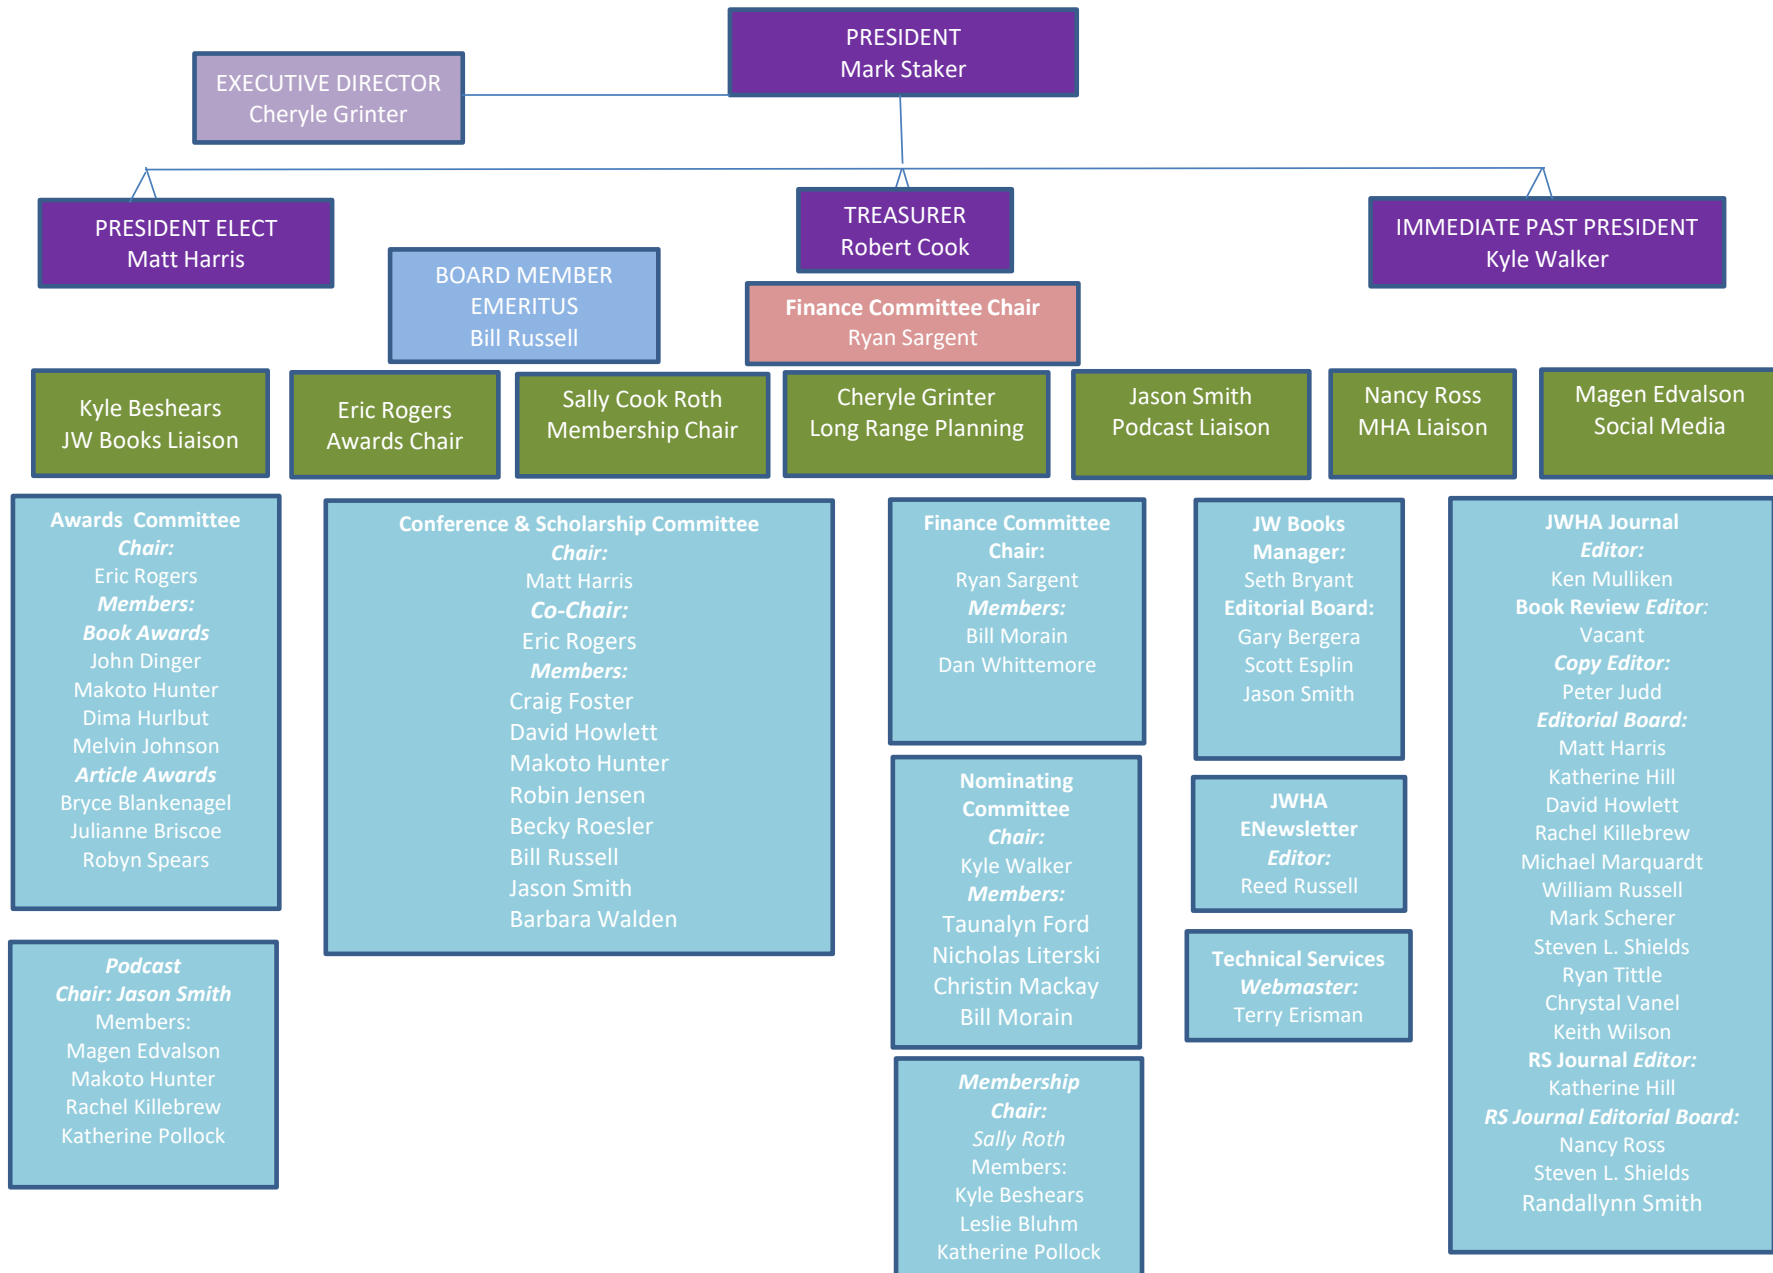 PRESIDENT
Mark Staker
EXECUTIVE DIRECTOR
Cheryle Grinter
PRESIDENT ELECT
Matt Harris
TREASURER
Robert Cook
IMMEDIATE PAST PRESIDENT
Kyle Walker
BOARD MEMBER
EMERITUS
Bill Russell
Finance Committee Chair
Ryan Sargent
Kyle Beshears
JW Books Liaison
Eric Rogers
Awards Chair
Sally Cook Roth
Membership Chair
Cheryle Grinter
Long Range Planning
Jason Smith
Podcast Liaison
Nancy Ross
MHA Liaison
Magen Edvalson
Social Media
Awards  Committee
Chair:
Eric Rogers
Members:
Book Awards
John Dinger
Makoto Hunter
Dima Hurlbut
Melvin Johnson
Article Awards
Bryce Blankenagel
Julianne Briscoe
Robyn Spears
Podcast
Chair: Jason Smith
Members:
Magen Edvalson
Makoto Hunter
Rachel Killebrew
Katherine Pollock
Conference & Scholarship Committee
Chair:
Matt Harris
Co-Chair:
Eric Rogers
Members:
Craig Foster
David Howlett
Makoto Hunter
Robin Jensen
Becky Roesler
Bill Russell
Jason Smith
Barbara Walden
Finance Committee
Chair:
Ryan Sargent
Members:
Bill Morain
Dan Whittemore
Nominating
Committee
Chair:
Kyle Walker
Members:
Taunalyn Ford
Nicholas Literski
Christin Mackay
Bill Morain
Membership
Chair:
Sally Roth
Members:
Kyle Beshears
Leslie Bluhm
Katherine Pollock
JW Books
Manager:
Seth Bryant
Editorial Board:
Gary Bergera
Scott Esplin
Jason Smith
JWHA
ENewsletter
Editor:
Reed Russell
Technical Services
Webmaster:
Terry Erisman
JWHA Journal
Editor:
Ken Mulliken
Book Review Editor:
Vacant
Copy Editor:
Peter Judd
Editorial Board:
Matt Harris
Katherine Hill
David Howlett
Rachel Killebrew
Michael Marquardt
William Russell
Mark Scherer
Steven L. Shields
Ryan Tittle
Chrystal Vanel
Keith Wilson
RS Journal Editor:
Katherine Hill
RS Journal Editorial Board:
Nancy Ross
Steven L. Shields
Randallynn Smith